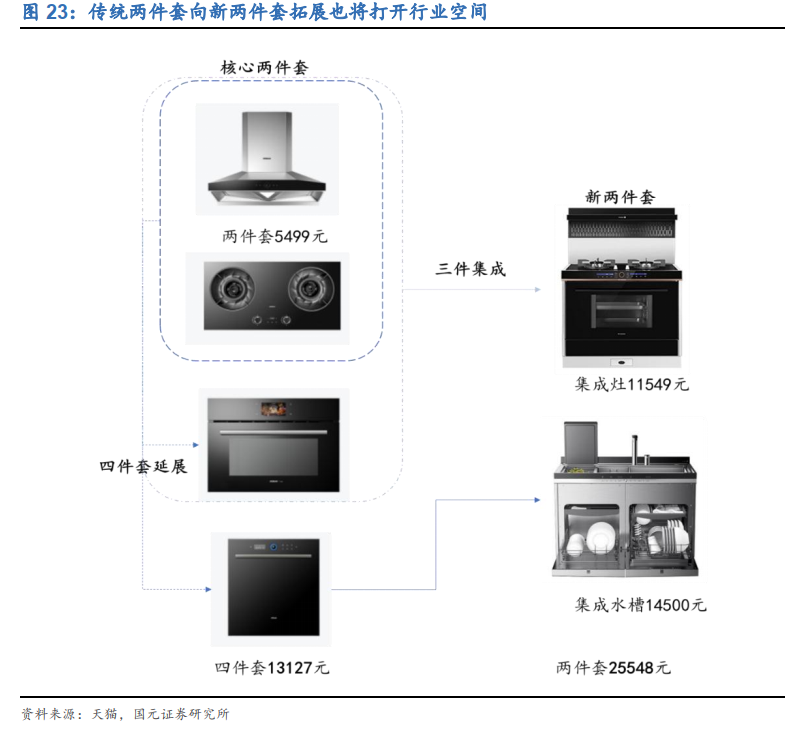 图 23：传统两件套向新两件套拓展也将打开行业空间
核心两件套
两件套5499元
新两件套
三件集成
集成灶11549元
四件套延展
集成水槽14500元
四件套13127元
两件套25548元
资料来源：天猫，国元证券研究所